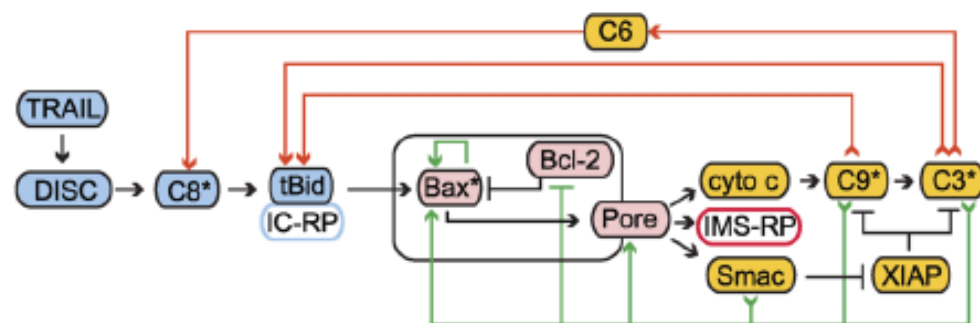 C6
TRAIL
DISC
C8*
tBid
IC-RP
Bax*
Bcl-2
Pore
cyto c
IMS-RP
Smac
C9*
C3*
XIAP